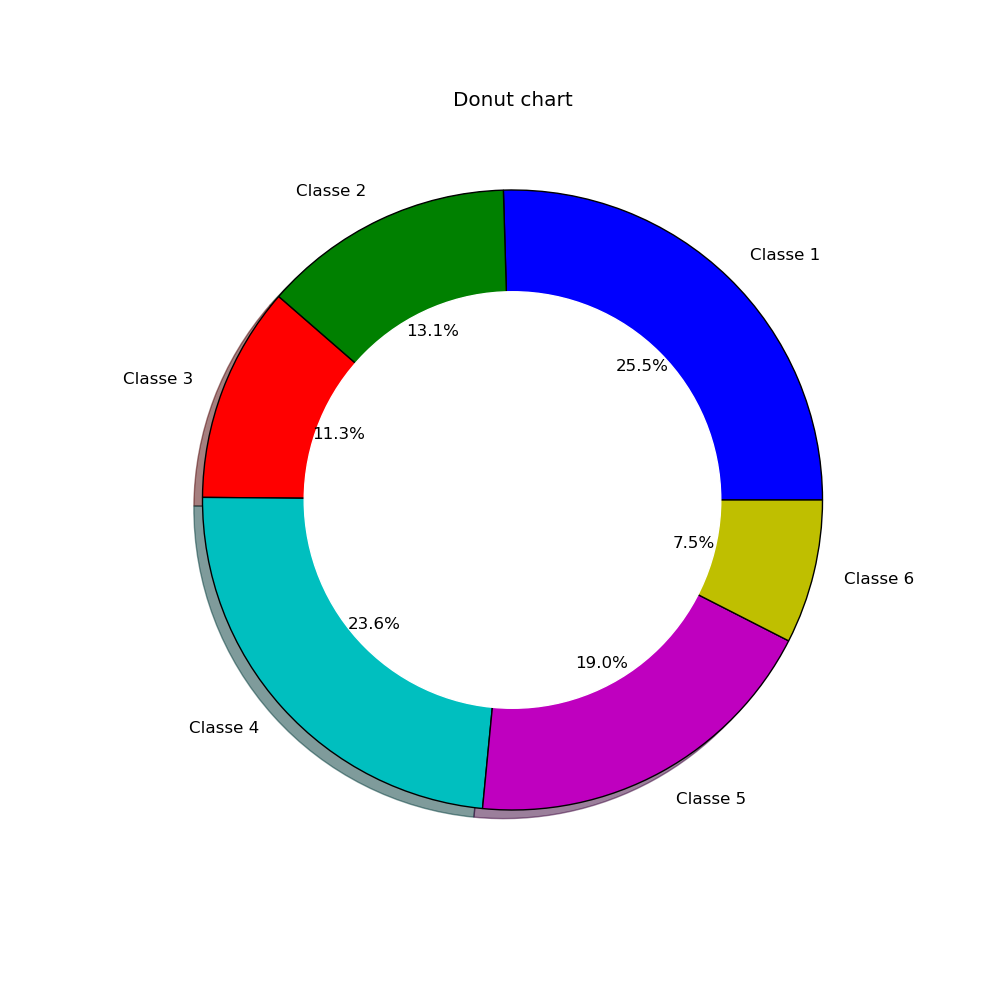 Donut chart
Classe 2
Classe 1
13.1%
25.5%
Classe 3
11.3%
7.5%
Classe 6
23.6%
19.0%
Classe 4
Classe 5